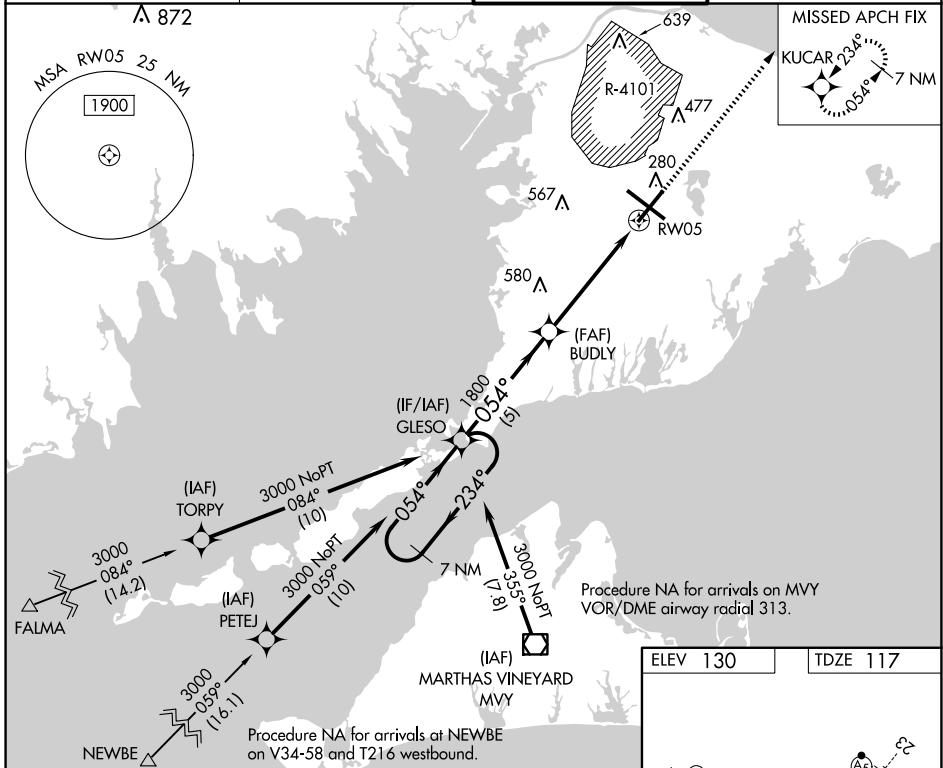 872
MSA RW05 25 NM
1900
639
R-4101
477
280
567
RW05
580
MISSED APCH FIX
KUCAR
234°
7 NM
054°
(FAF)
BUDLY
1800
054°
(5)
(IF/IAF)
GLESO
3000 NoPT
084°
(10)
(IAF)
TORPY
054°
234°
3000
084°
(14.2)
FALMA
3000 NoPT
059°
(10)
7 NM
3000 NoPT
355°
(7.8)
(IAF)
PETEJ
Procedure NA for arrivals on MVY
VOR/DME airway radial 313.
(IAF)
MARTHAS VINEYARD
MVY
3000
059°
(16.1)
NEWBE
Procedure NA for arrivals at NEWBE
on V34-58 and T216 westbound.
ELEV 130
TDZE 117
23
A5